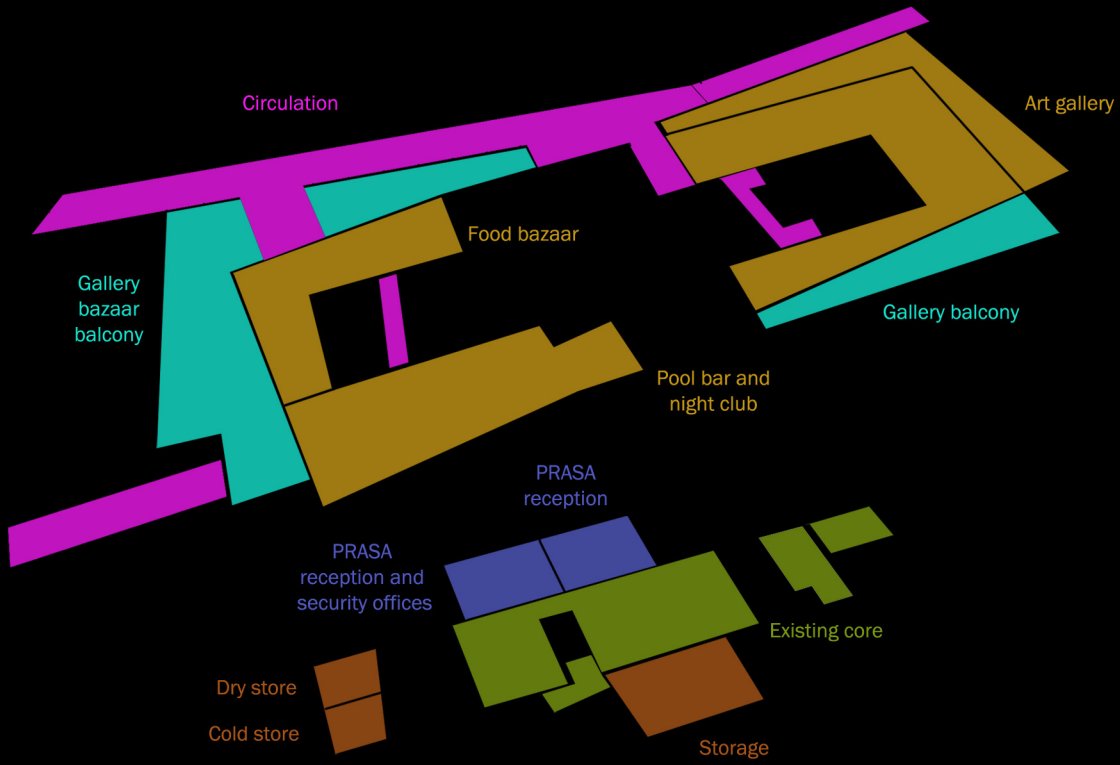 Circulation
Art gallery
Food bazaar
Gallery
bazaar
balcony
Gallery balcony
Pool bar and
night club
PRASA
reception
PRASA
reception and
security offices
Existing core
Dry store
Cold store
Storage